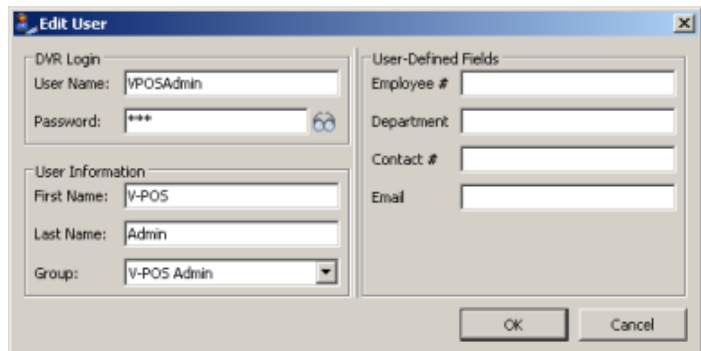 Edit User
DVR Login
User Name: VPOSAdmin
Password: ***
User Information
First Name: V-POS
Last Name: Admin
Group: V-POS Admin
User-Defined Fields
Employee #
Department
Contact #
Email
OK Cancel